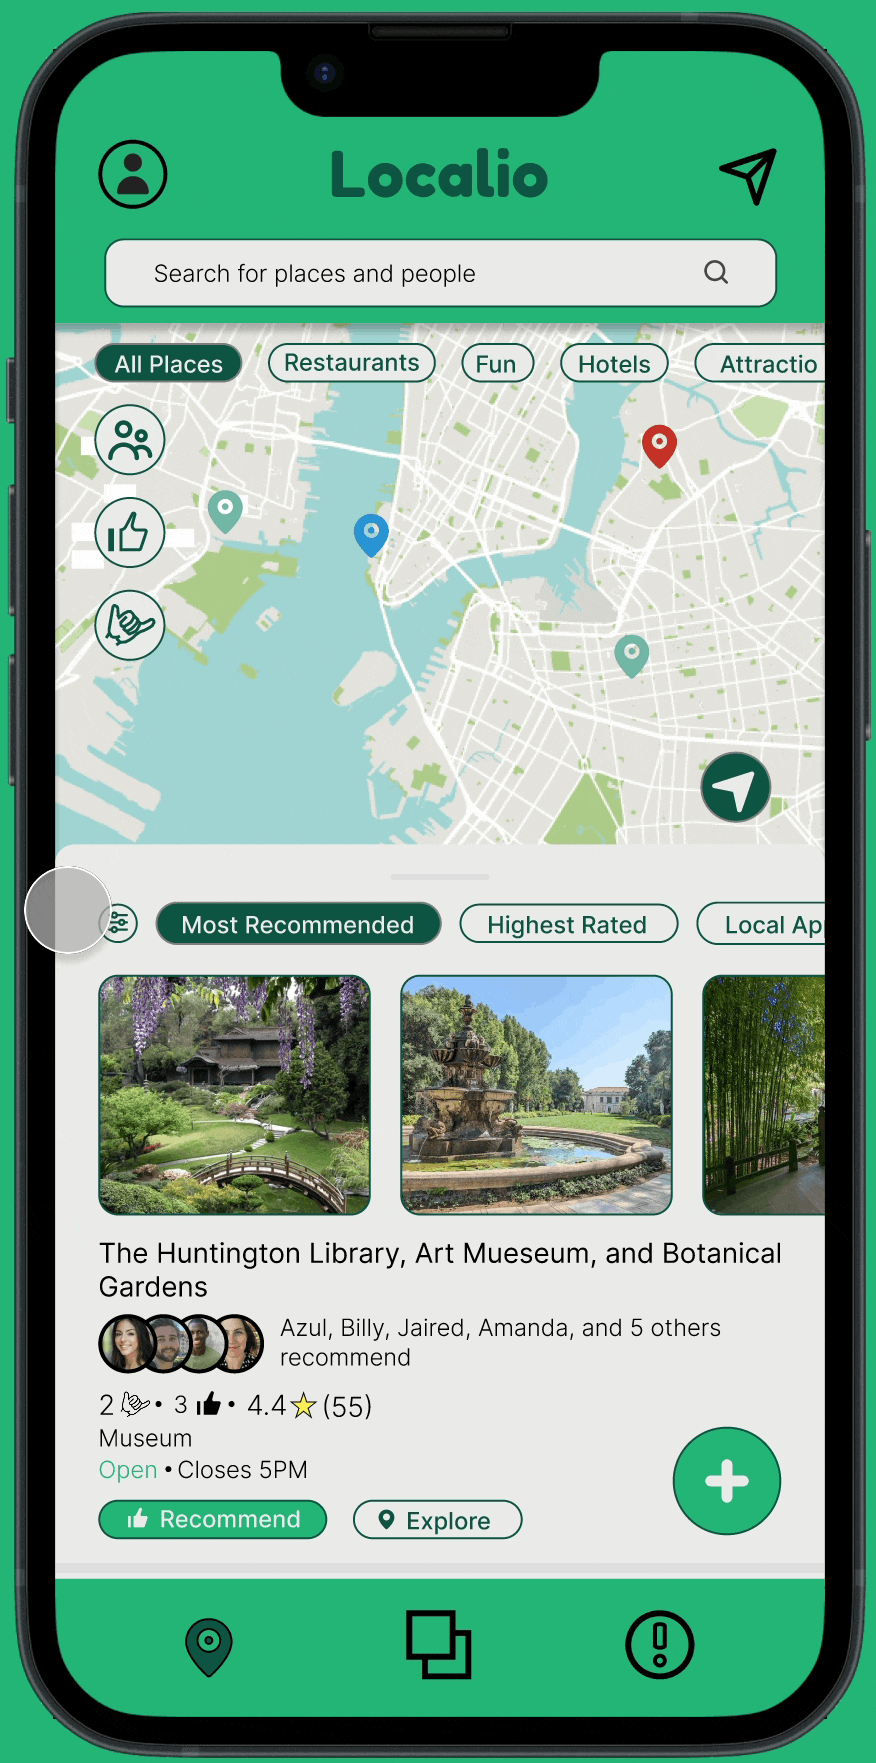 Localio
Search for places and people
All Places
Restaurants
Fun
Hotels
Attractio
Most Recommended
Highest Rated
Local Ap
The Huntington Library, Art Mueseum, and Botanical
Gardens
Azul, Billy, Jaired, Amanda, and 5 others
recommend
2 • 3 • 4.4 (55)
Museum
Open • Closes 5PM
Recommend
Explore